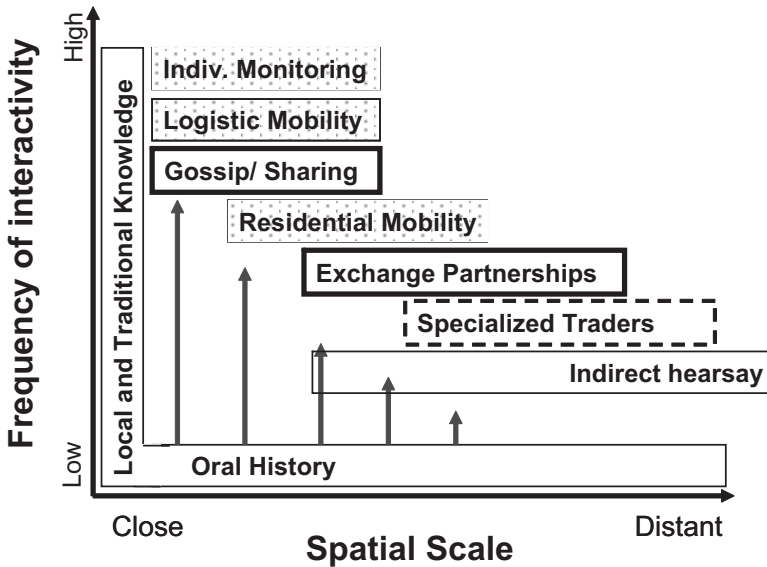 Frequency of interactivity
High
Low
Local and Traditional Knowledge
Indiv. Monitoring
Logistic Mobility
Gossip/ Sharing
Residential Mobility
Exchange Partnerships
Specialized Traders
Indirect hearsay
Oral History
Close
Distant
Spatial Scale